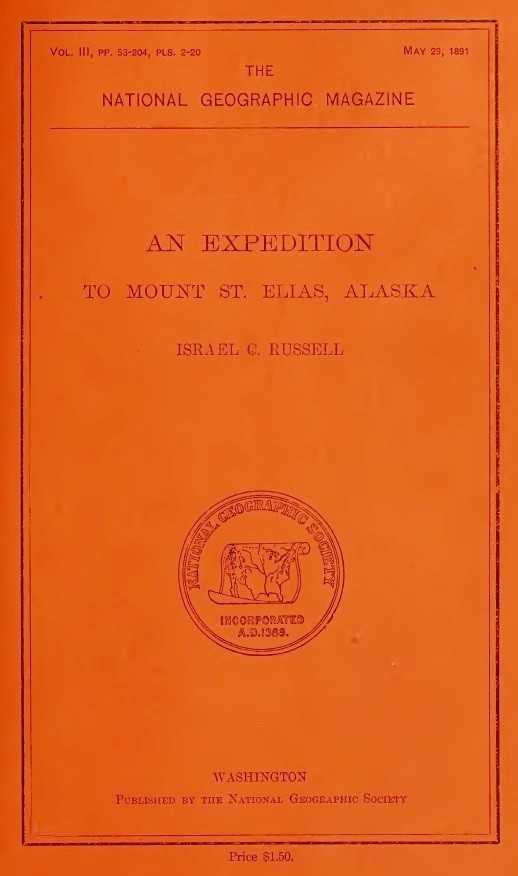 VOL. III, PP. 53-204, PLS. 2-20
MAY 29, 1891
THE
NATIONAL GEOGRAPHIC MAGAZINE
AN EXPEDITION
TO MOUNT ST. ELIAS, ALASKA
ISRAEL C. RUSSELL
NATIONAL GEOGRAPHIC SOCIETY
INCORPORATED
A.D.1888.
WASHINGTON
PUBLISHED BY THE NATIONAL GEOGRAPHIC SOCIETY
Price $1.50.